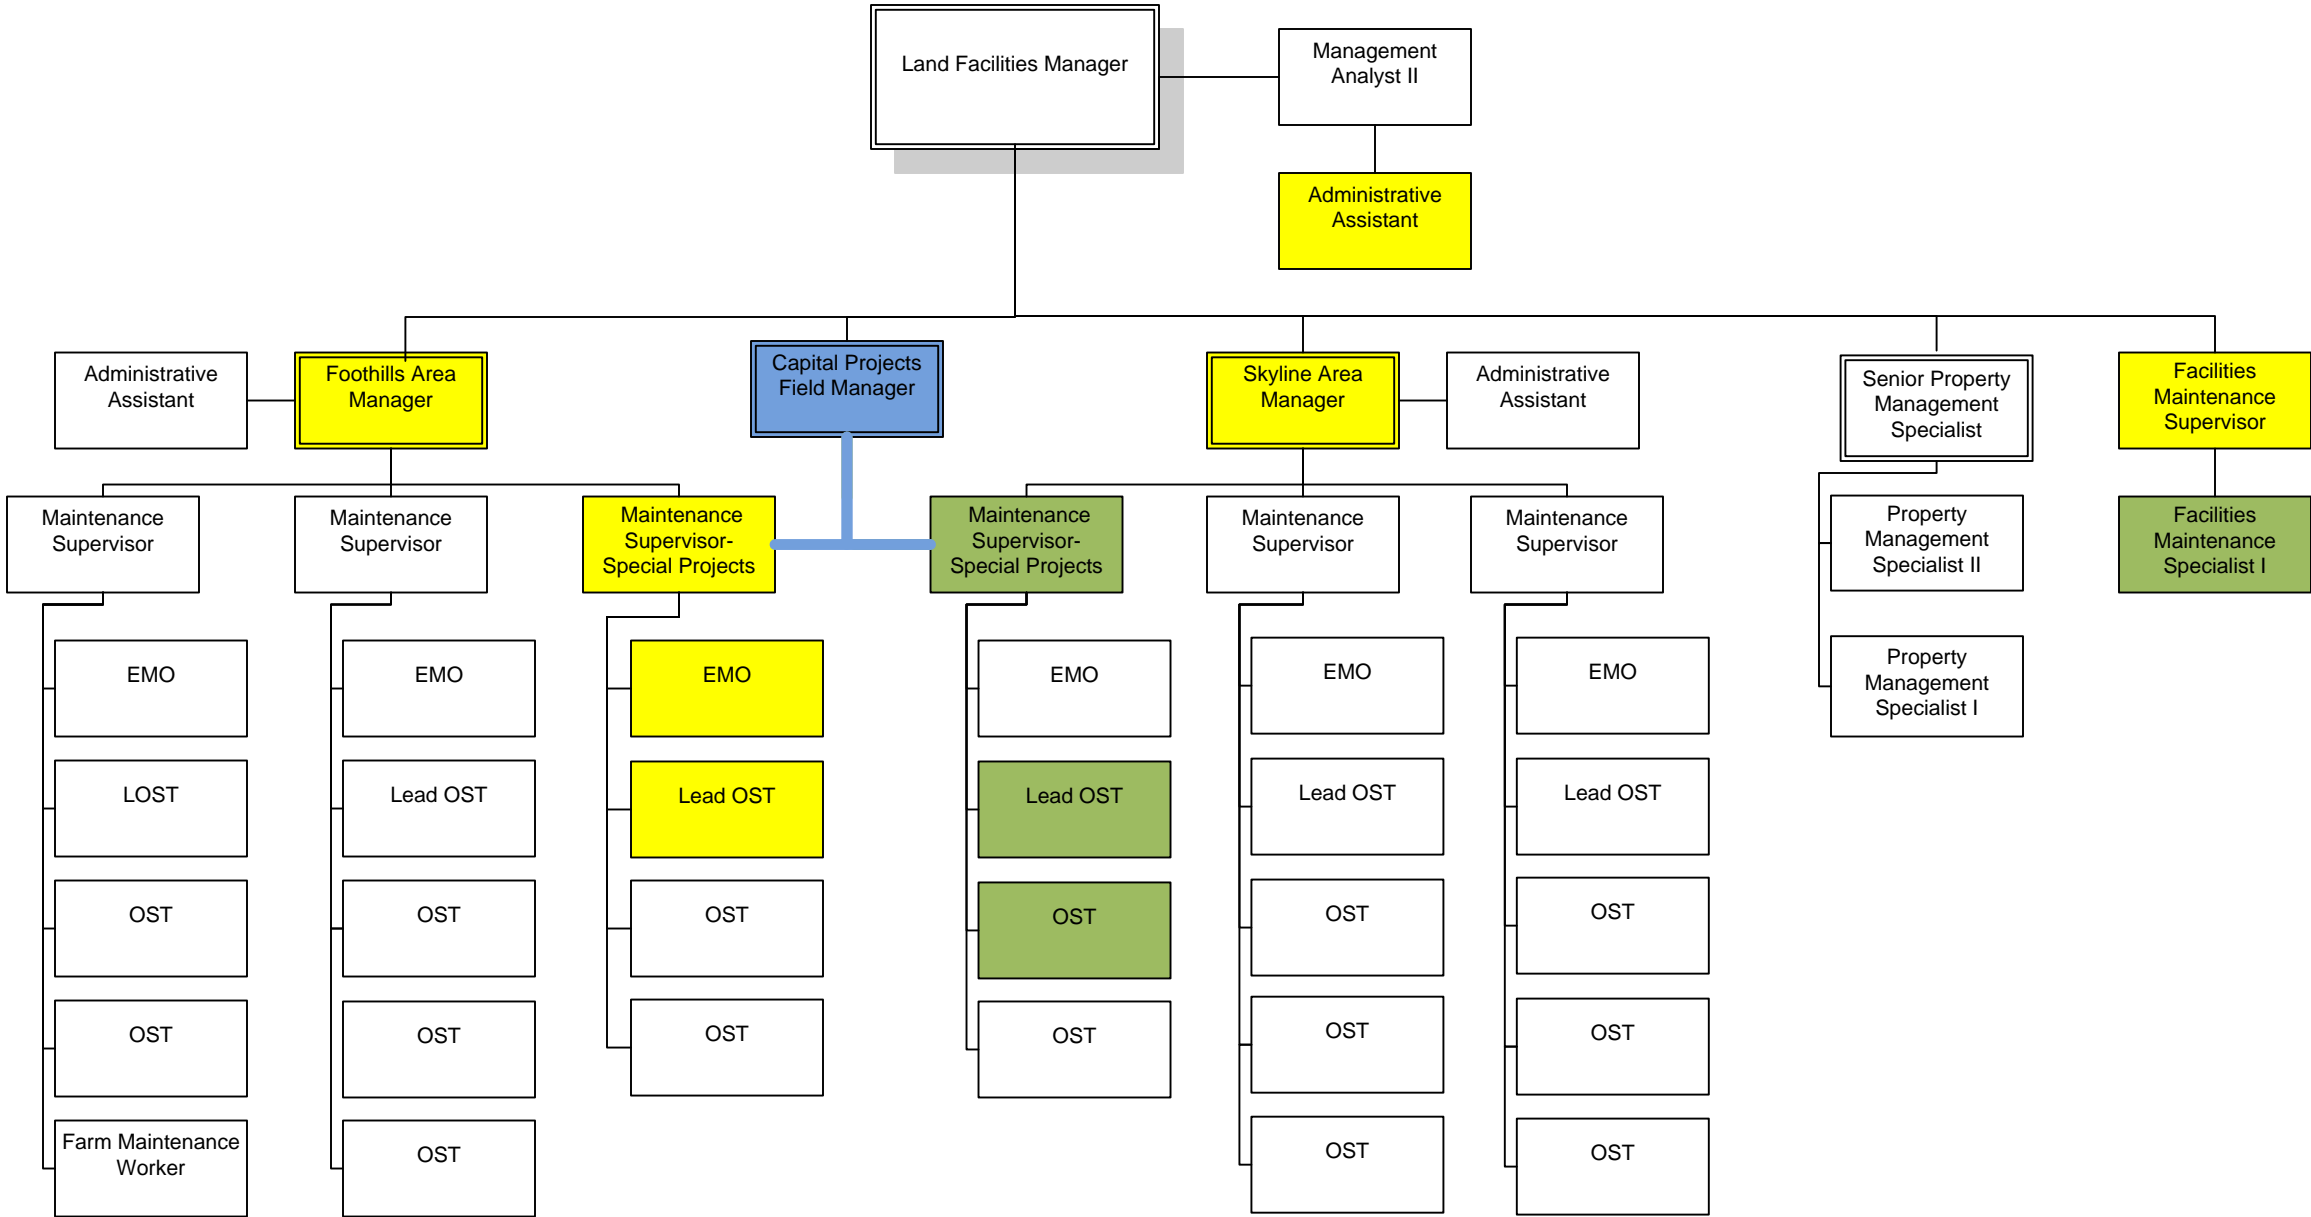 Land Facilities Manager
Management
Analyst II
Administrative
Assistant
Administrative
Assistant
Foothills Area
Manager
Capital Projects
Field Manager
Skyline Area
Manager
Administrative
Assistant
Senior Property
Management
Specialist
Facilities
Maintenance
Supervisor
Maintenance
Supervisor
Maintenance
Supervisor
Maintenance
Supervisor-
Special Projects
Maintenance
Supervisor-
Special Projects
Maintenance
Supervisor
Maintenance
Supervisor
Property
Management
Specialist II
Facilities
Maintenance
Specialist I
EMO
EMO
EMO
EMO
EMO
EMO
Property
Management
Specialist I
LOST
Lead OST
Lead OST
Lead OST
Lead OST
Lead OST
OST
OST
OST
OST
OST
OST
OST
OST
OST
OST
OST
OST
Farm Maintenance
Worker
OST
OST
OST